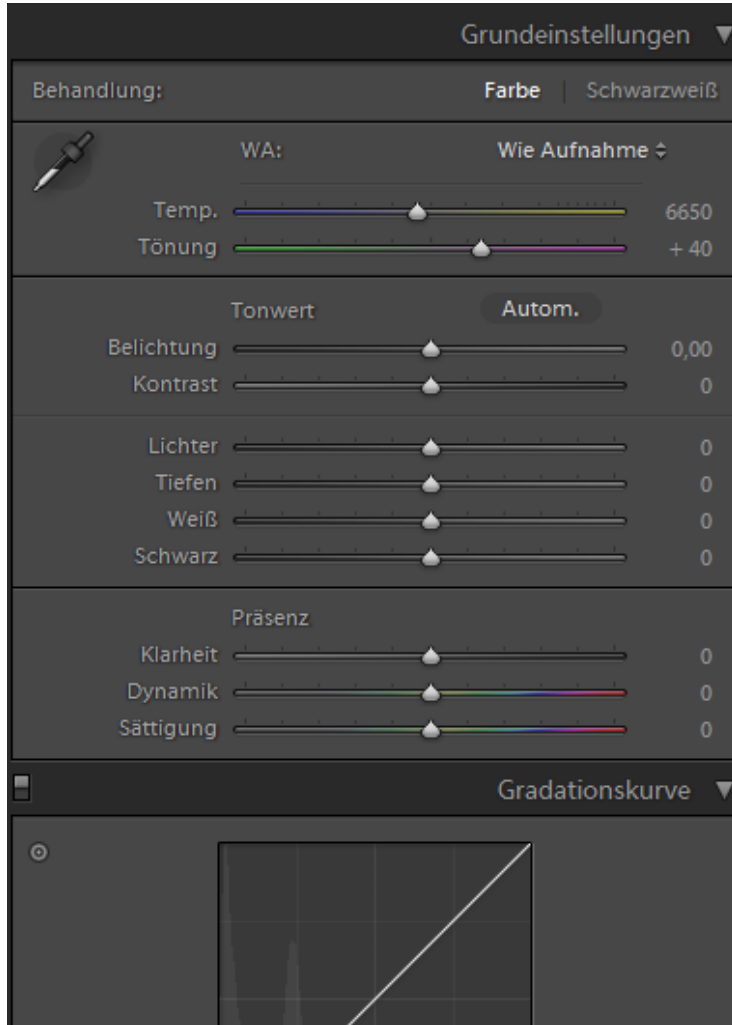 Grundeinstellungen
Behandlung: Farbe Schwarzweiß
WA: Wie Aufnahme
Temp. 6650
Tönung + 40
Tonwert Autom.
Belichtung 0,00
Kontrast 0
Lichter 0
Tiefen 0
Weiß 0
Schwarz 0
Präsenz
Klarheit 0
Dynamik 0
Sättigung 0
Gradationskurve